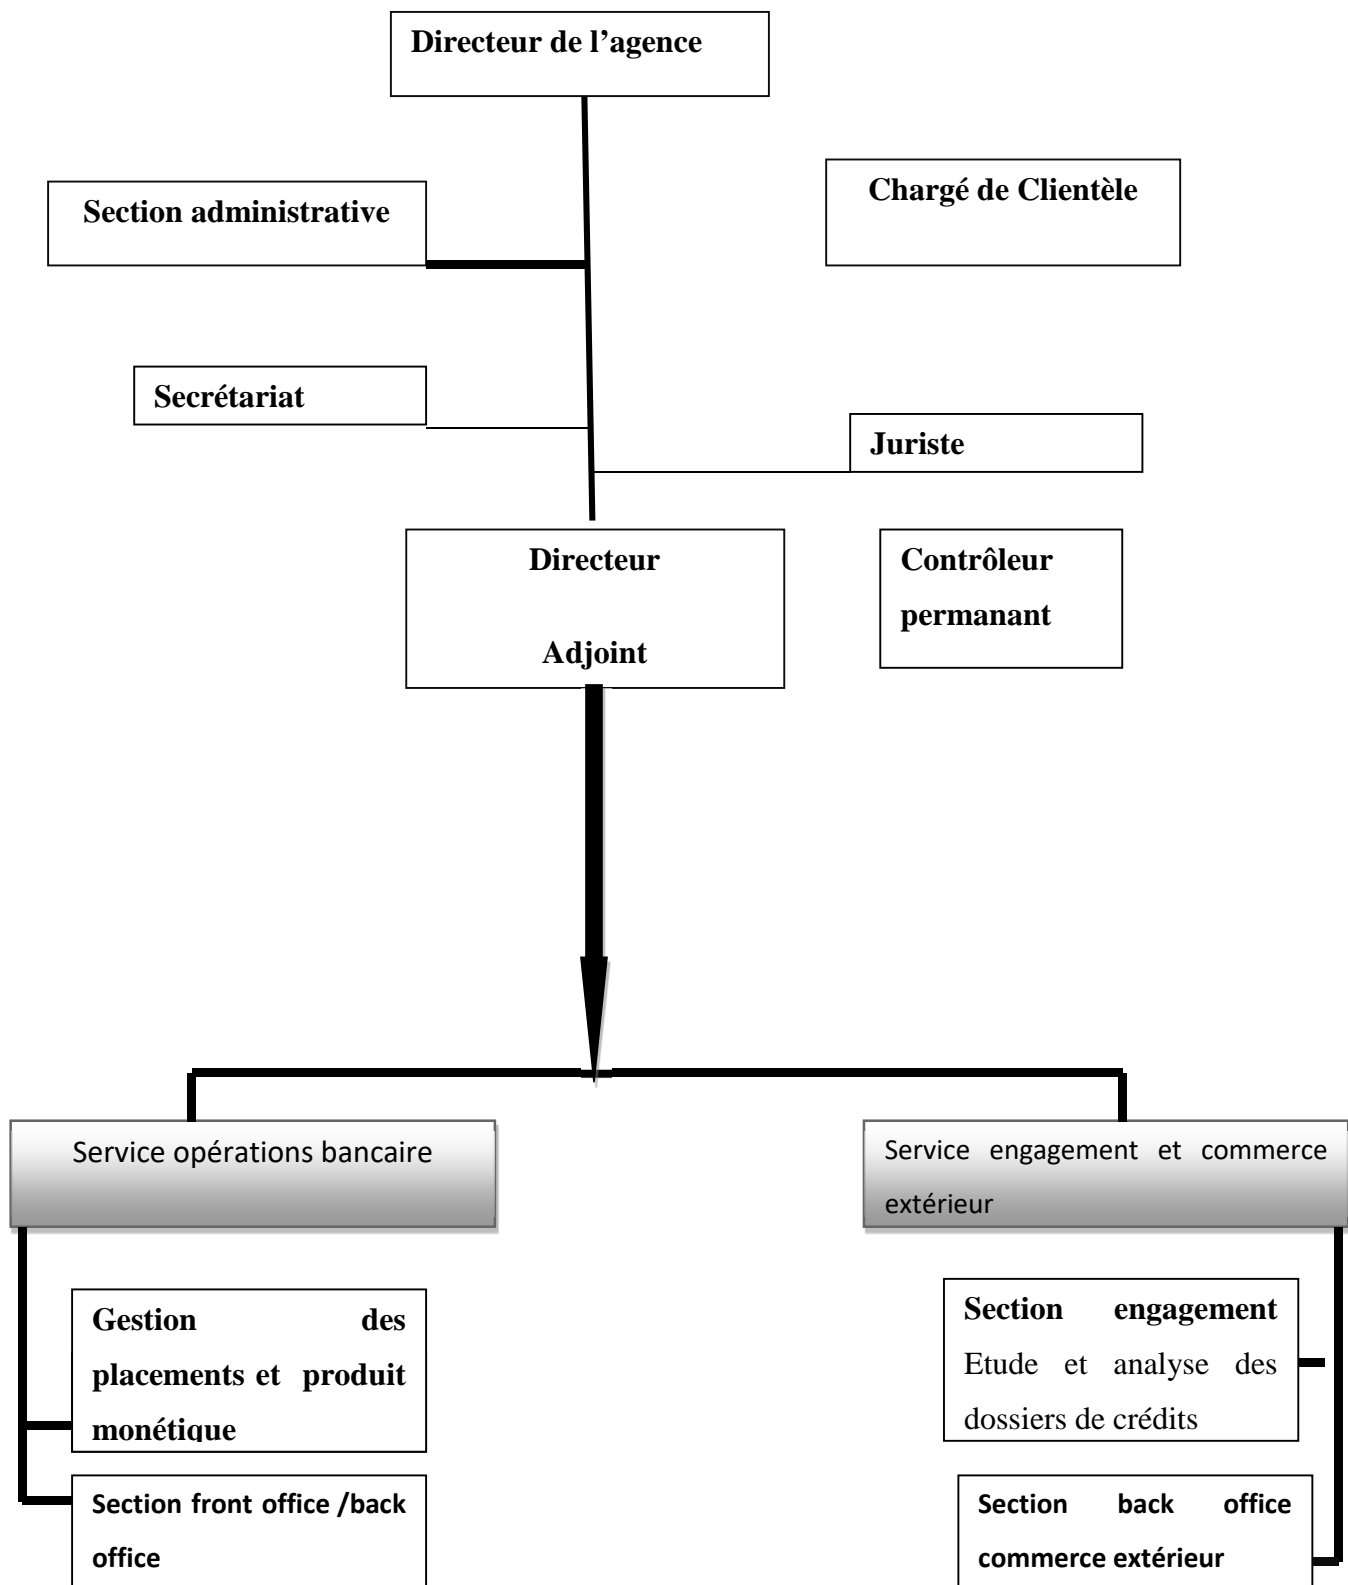 Directeur de l’agence
Section administrative
Chargé de Clientèle
Secrétariat
Juriste
Directeur
Adjoint
Contrôleur
permanant
Service opérations bancaire
Service engagement et commerce
extérieur
Gestion des
placements et produit
monétique
Section engagement
Etude et analyse des
dossiers de crédits
Section front office /back
office
Section back office
commerce extérieur